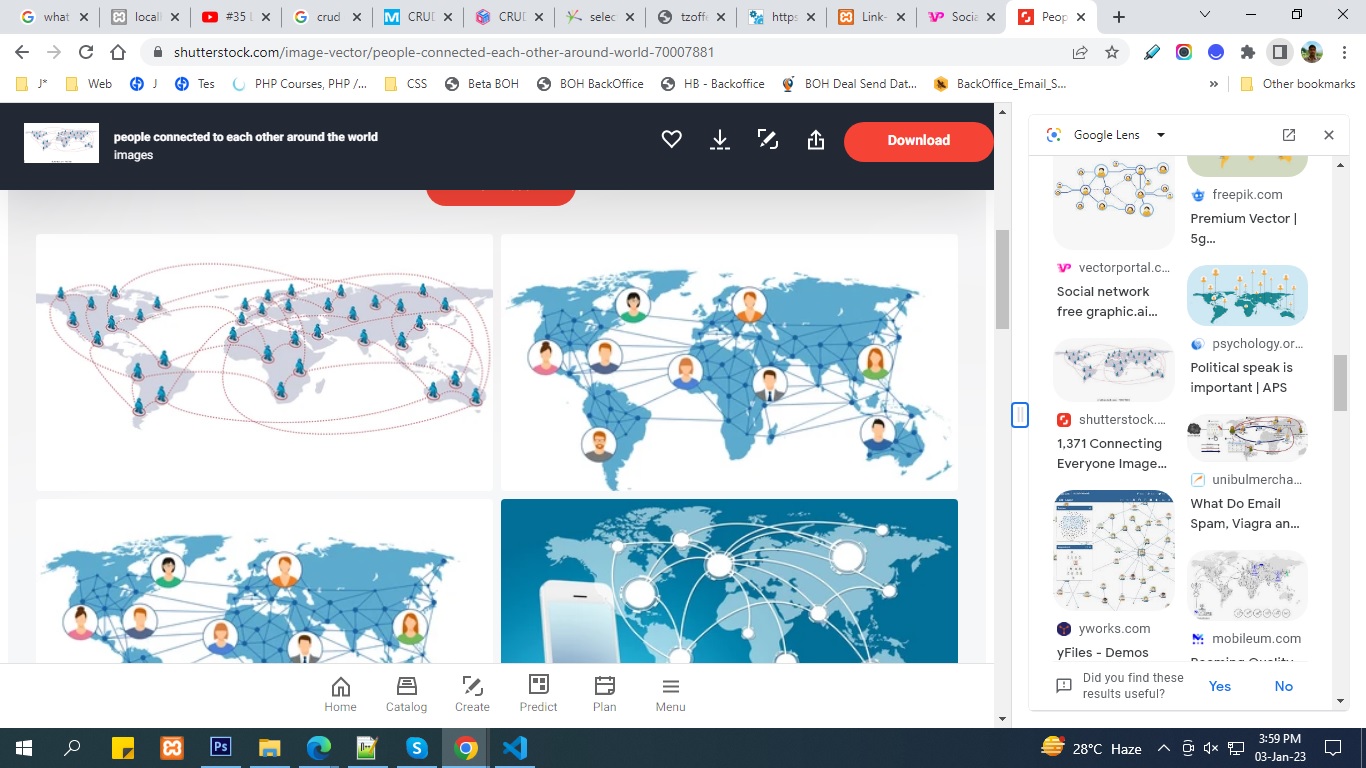 what
locall
#35 L
crud
CRUD
CRUD
selec
tzoffe
https
Link-
Socia
Peop
shutterstock.com/image-vector/people-connected-each-other-around-world-70007881
J*
Web
J
Tes
PHP Courses, PHP /...
CSS
Beta BOH
BOH BackOffice
HB - Backoffice
BOH Deal Send Dat...
BackOffice_Email_S...
»
Other bookmarks
people connected to each other around the world
images
Download
Google Lens
freepik.com
Premium Vector |
5g...
vectorportal.c...
Social network
free graphic.ai...
psychology.or...
Political speak is
important | APS
shutterstock....
1,371 Connecting
Everyone Image...
unibulmercha...
What Do Email
Spam, Viagra an...
yworks.com
yFiles - Demos
mobileum.com
Roaming Quality
Did you find these
results useful?
Yes
No
Home
Catalog
Create
Predict
Plan
Menu
Ps
28°C Haze
3:59 PM
03-Jan-23